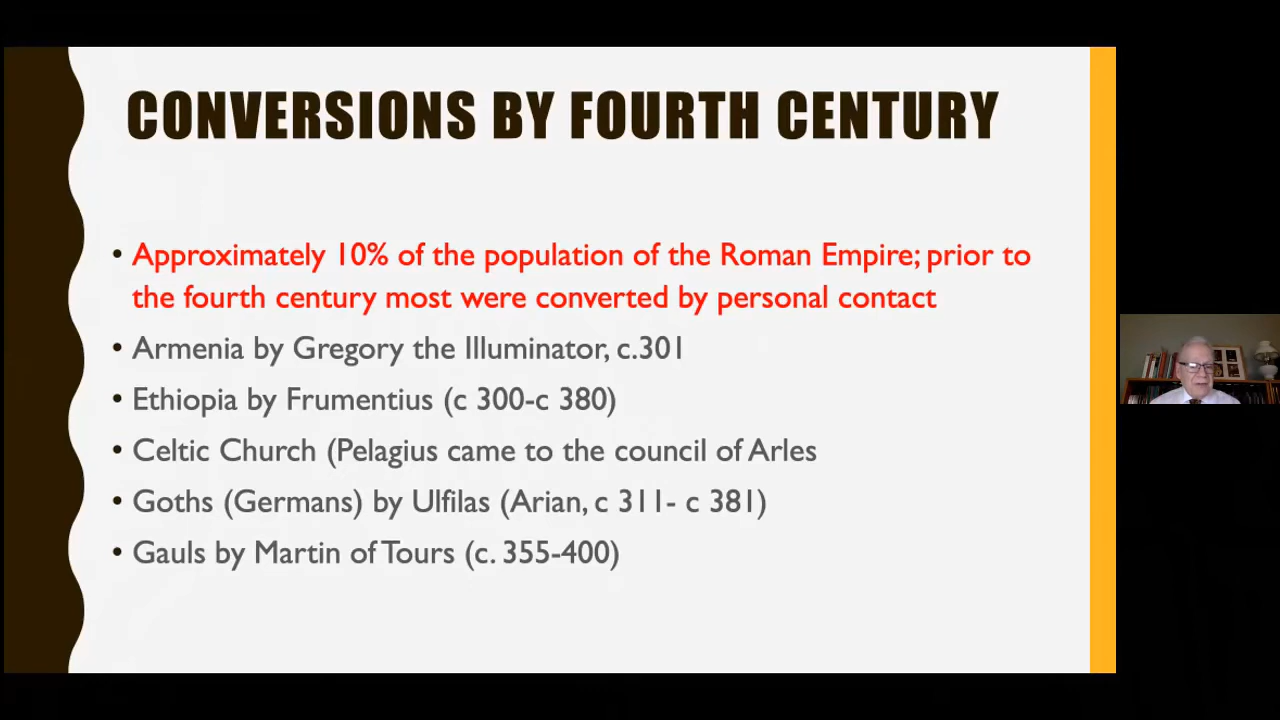 CONVERSIONS BY FOURTH CENTURY
• Approximately 10% of the population of the Roman Empire; prior to
the fourth century most were converted by personal contact
• Armenia by Gregory the Illuminator, c.301
• Ethiopia by Frumentius (c 300-c 380)
• Celtic Church (Pelagius came to the council of Arles
• Goths (Germans) by Ulfilas (Arian, c 311- c 381)
• Gauls by Martin of Tours (c. 355-400)